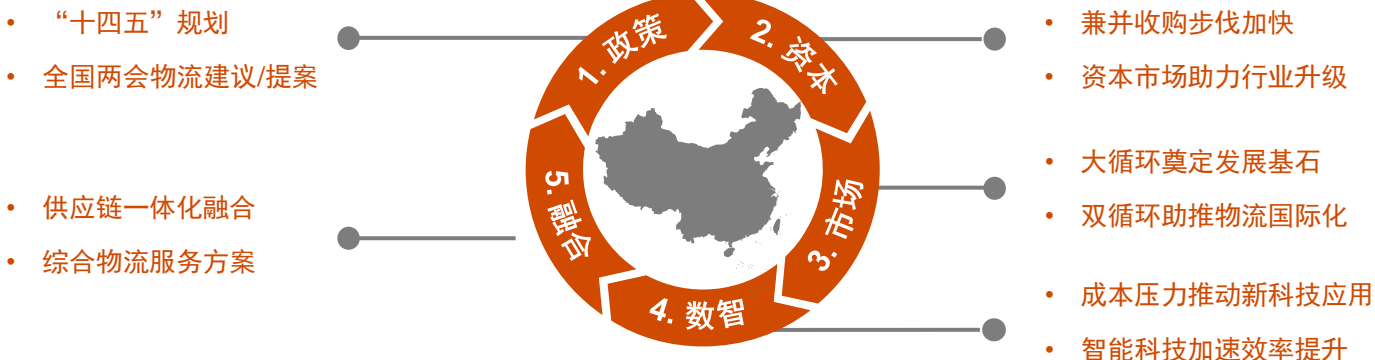 • “十四五”规划
• 全国两会物流建议/提案
1. 政策
2. 资本
• 兼并收购步伐加快
• 资本市场助力行业升级
3. 市场
• 大循环奠定发展基石
• 双循环助推物流国际化
4. 数智
• 成本压力推动新科技应用
• 智能科技加速效率提升
5. 融合
• 供应链一体化融合
• 综合物流服务方案